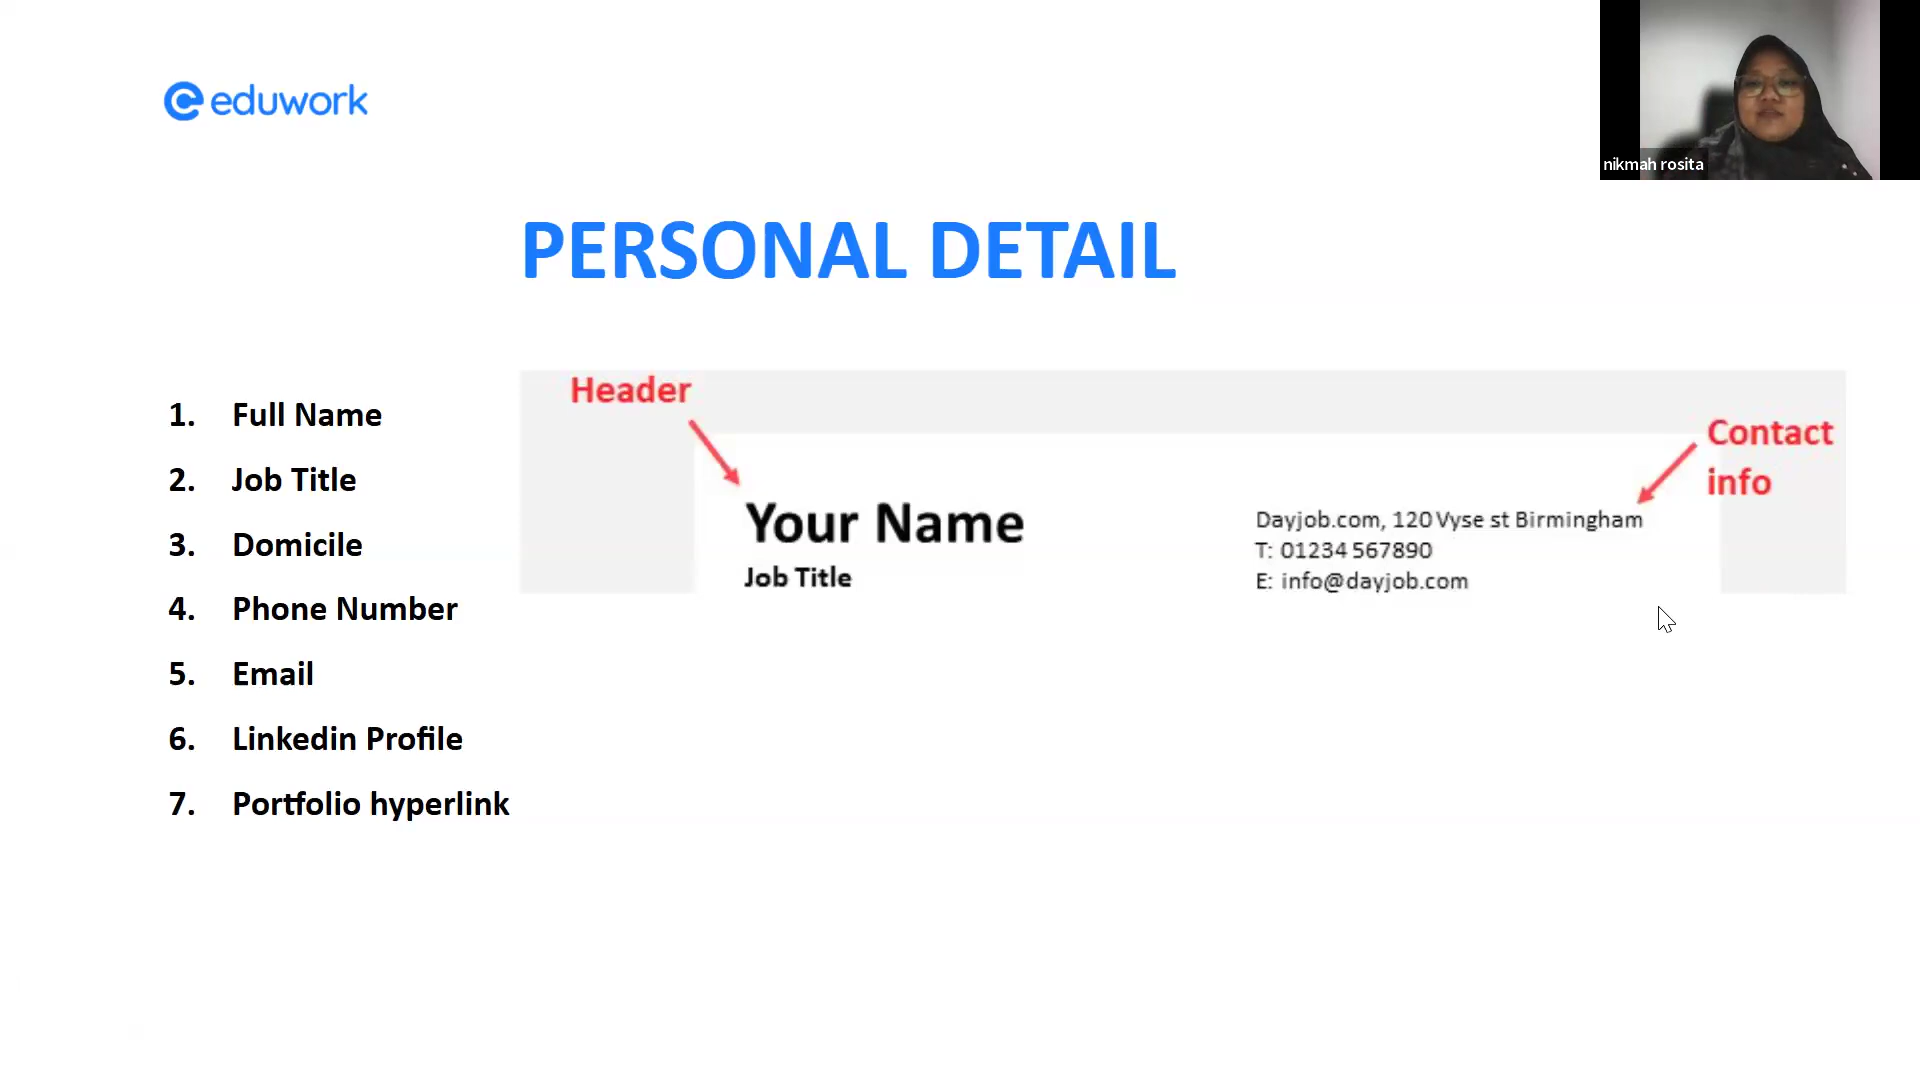 eduwork
nikmah rosita
PERSONAL DETAIL
1. Full Name
2. Job Title
3. Domicile
4. Phone Number
5. Email
6. Linkedin Profile
7. Portfolio hyperlink
Header
Contact
info
Your Name
Job Title
Dayjob.com, 120 Vyse st Birmingham
T: 01234 567890
E: info@dayjob.com